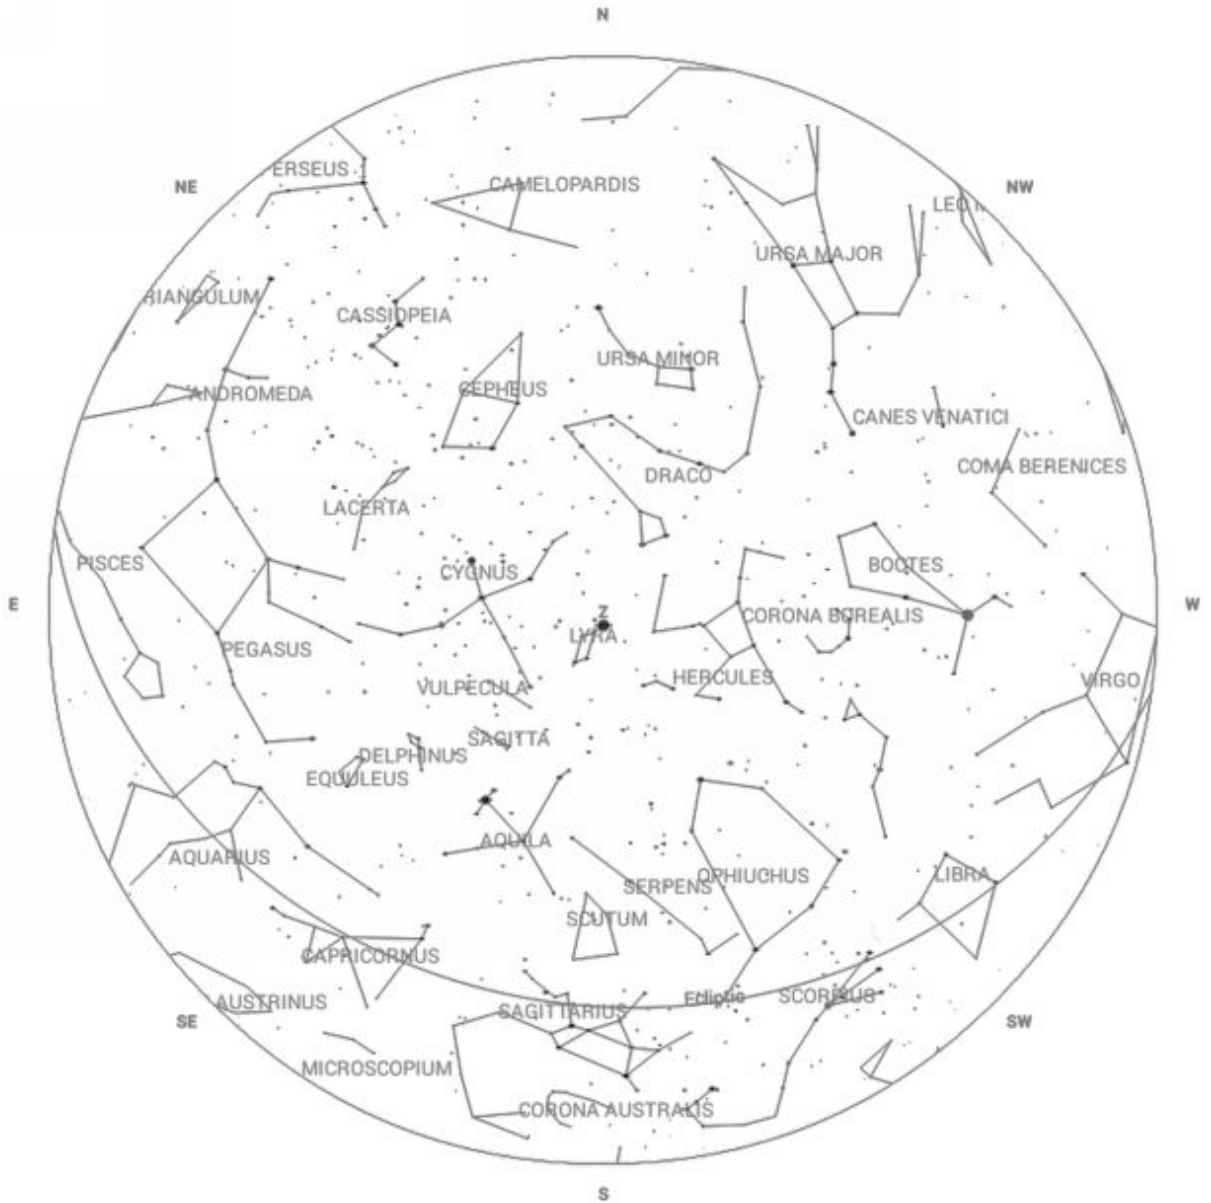 N
ERSEUS
NE
CAMELOPARDIS
NW
LEO
URSA MAJOR
RIANGULUM
CASSIOPEIA
URSA MINOR
CEPHEUS
ANDROMEDA
CANES VENATICI
COMA BERENICES
DRACO
LACERTA
PISCES
CYGNUS
BOOTES
E
W
Z
CORONA BOREALIS
LYRA
PEGASUS
HERCULES
VIRGO
VULPECULA
SAGITTA
DELPHINUS
EQUULEUS
AQUILA
AQUARIUS
OPHIUCHUS
LIBRA
SERPENS
SCUTUM
CAPRICORNUS
Ecliptic
SCORPIUS
AUSTRINUS
SAGITTARIUS
SE
SW
MICROSCOPIUM
CORONA AUSTRALIS
S